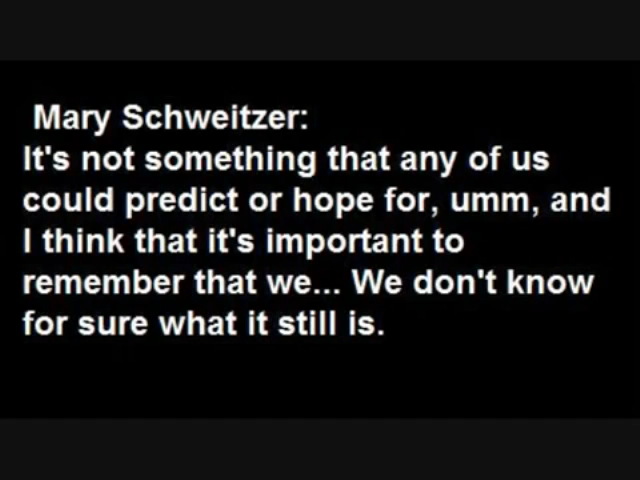 Mary Schweitzer:
It's not something that any of us
could predict or hope for, umm, and
I think that it's important to
remember that we... We don't know
for sure what it still is.